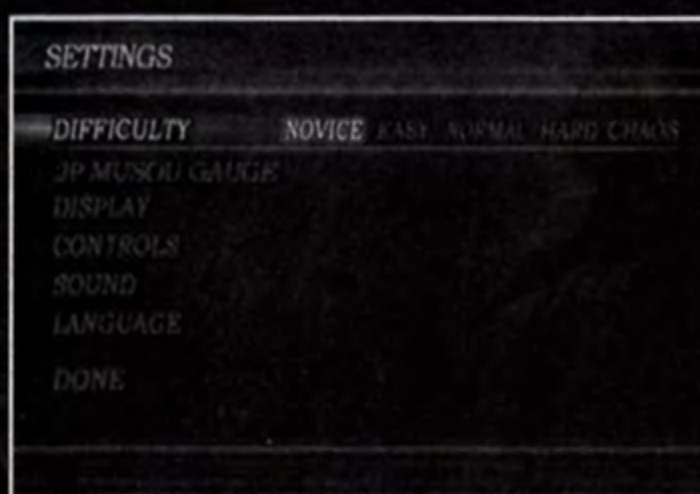 SETTINGS
DIFFICULTY NOVICE EASY NORMAL HARD CHAOS
2P MUSOU GAUGE
DISPLAY
CONTROLS
SOUND
LANGUAGE
DONE